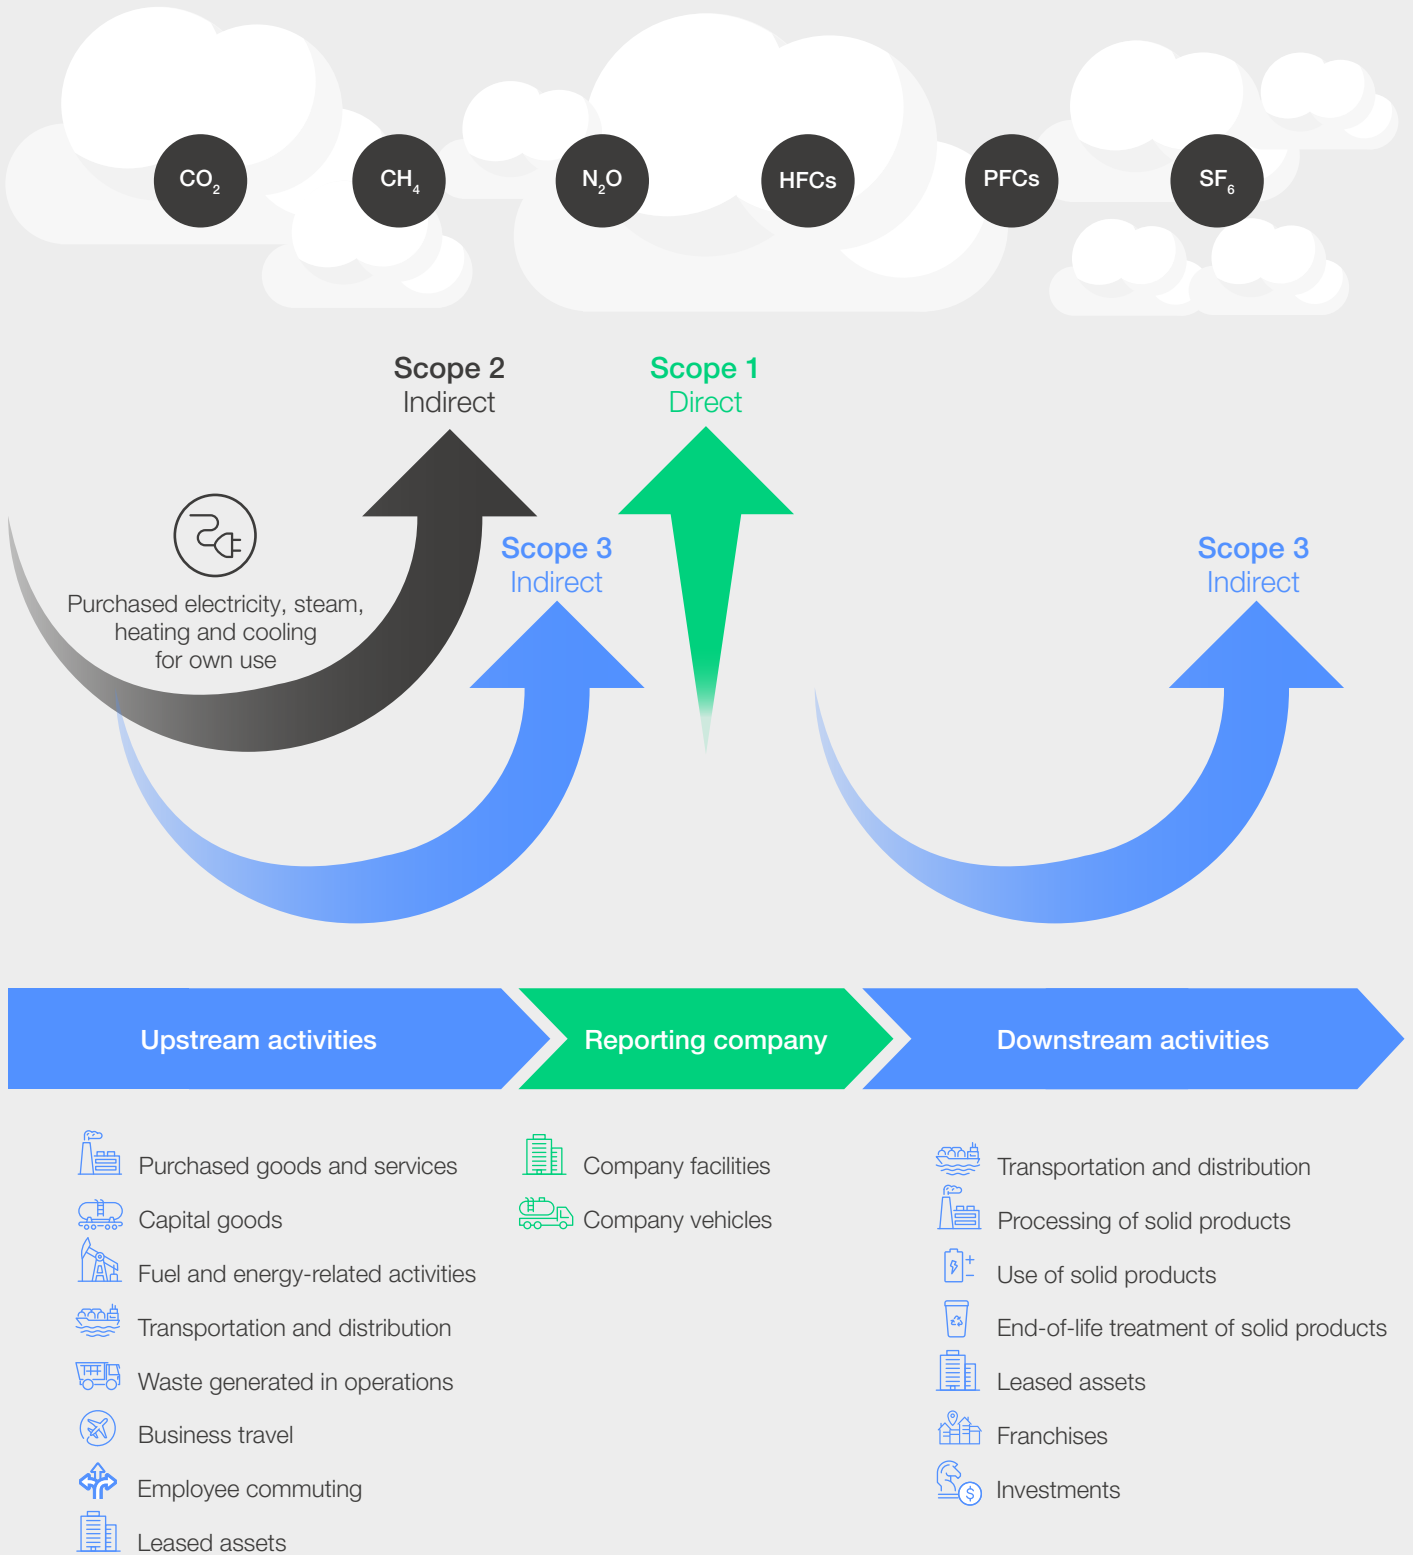 CO₂
CH₄
N₂O
HFCs
PFCs
SF₆
Scope 2
Indirect
Scope 1
Direct
Purchased electricity, steam,
heating and cooling
for own use
Scope 3
Indirect
Scope 3
Indirect
Upstream activities
Reporting company
Downstream activities
Purchased goods and services
Capital goods
Fuel and energy-related activities
Transportation and distribution
Waste generated in operations
Business travel
Employee commuting
Leased assets
Company facilities
Company vehicles
Transportation and distribution
Processing of solid products
Use of solid products
End-of-life treatment of solid products
Leased assets
Franchises
Investments